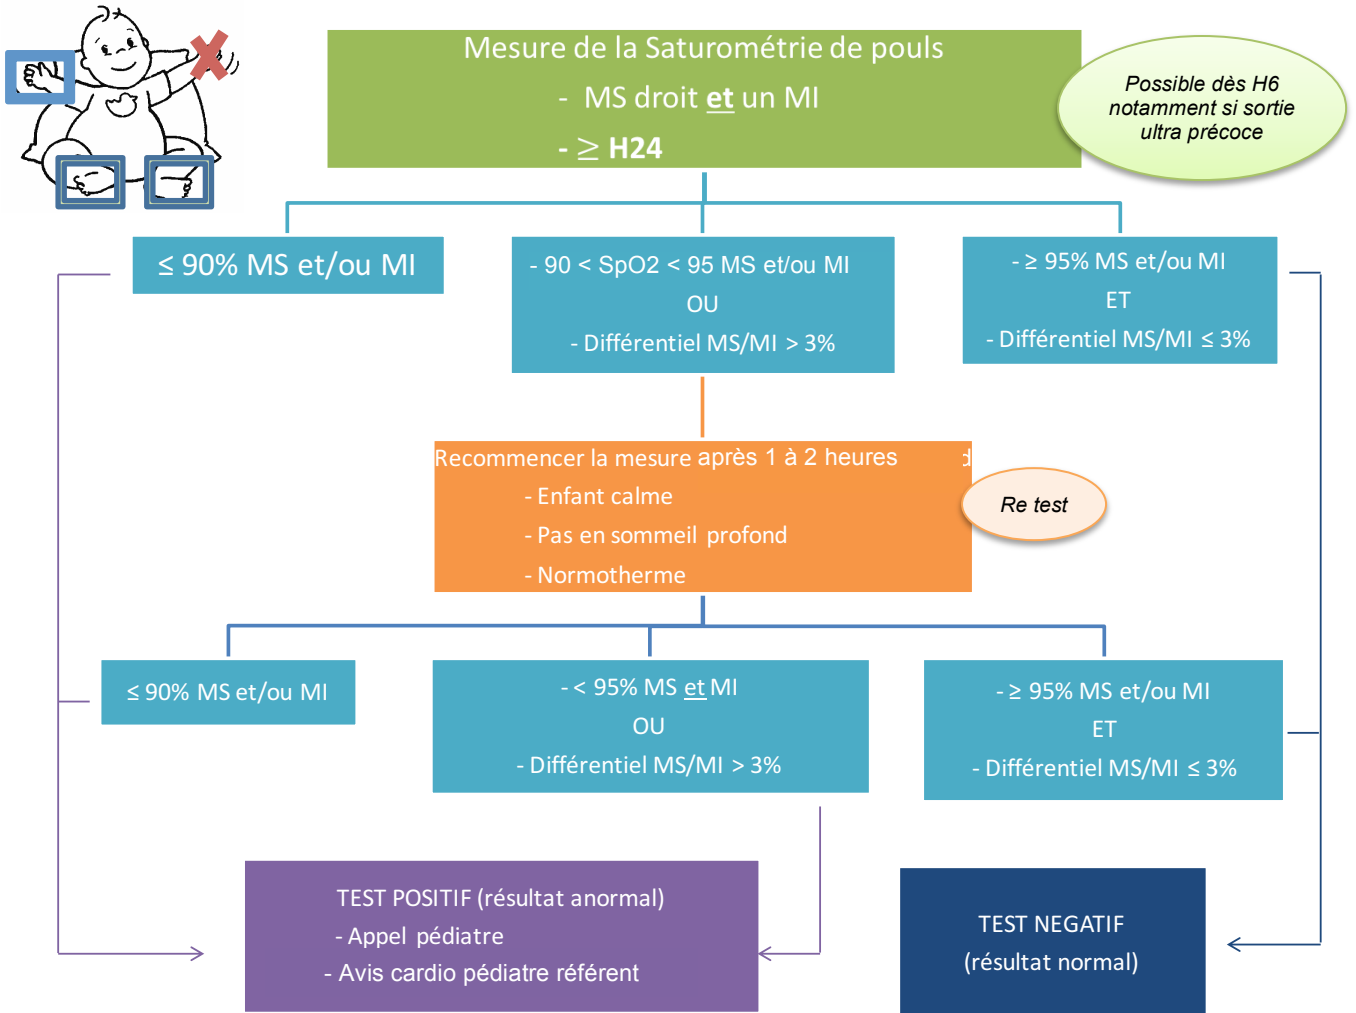 Mesure de la Saturométrie de pouls
- MS droit et un MI
- ≥ H24
Possible dès H6
notamment si sortie
ultra précoce
≤ 90% MS et/ou MI
- 90 < SpO2 < 95 MS et/ou MI
OU
- Différentiel MS/MI > 3%
- ≥ 95% MS et/ou MI
ET
- Différentiel MS/MI ≤ 3%
Recommencer la mesure après 1 à 2 heures
- Enfant calme
- Pas en sommeil profond
- Normotherme
Re test
≤ 90% MS et/ou MI
- < 95% MS et MI
OU
- Différentiel MS/MI > 3%
- ≥ 95% MS et/ou MI
ET
- Différentiel MS/MI ≤ 3%
TEST POSITIF (résultat anormal)
- Appel pédiatre
- Avis cardio pédiatre référent
TEST NEGATIF
(résultat normal)